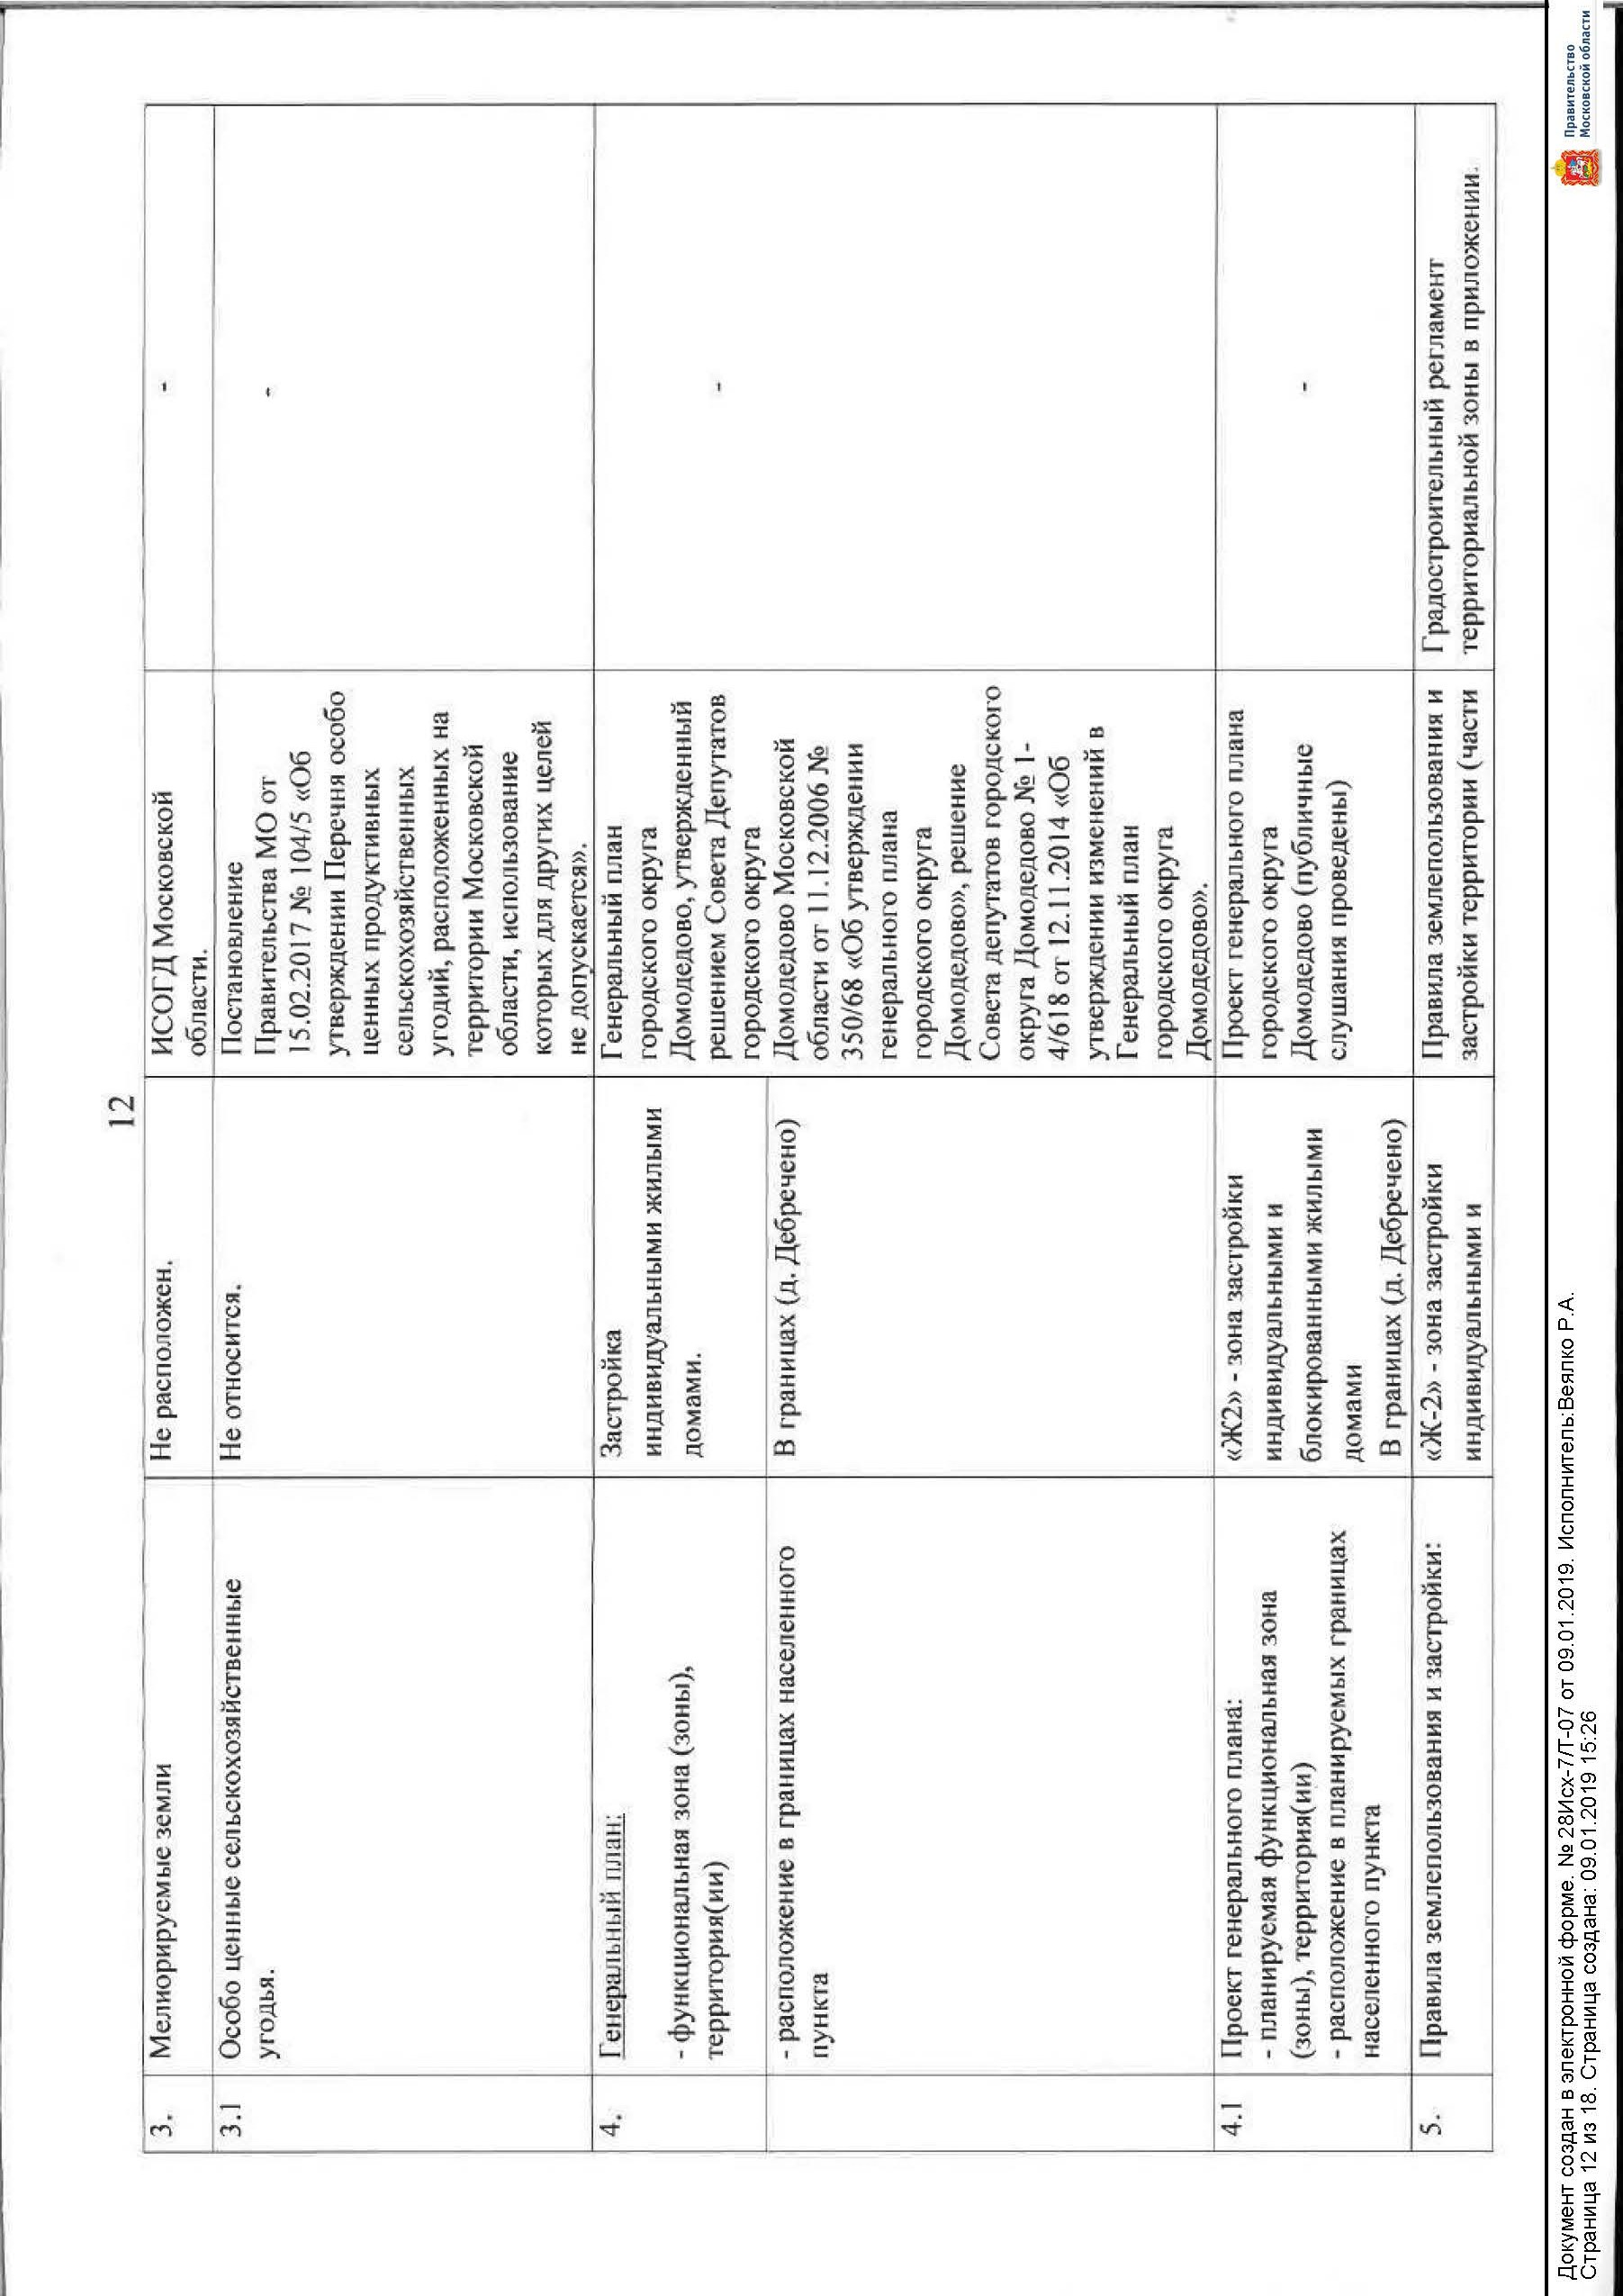 12
3.
Мелиорируемые земли
Не расположен.
ИСОГД Московской
области.
-
3.1
Особо ценные сельскохозяйственные
угодья.
Не относится.
Постановление
Правительства МО от
15.02.2017 № 104/5 «Об
утверждении Перечня особо
ценных продуктивных
сельскохозяйственных
угодий, расположенных на
территории Московской
области, использование
которых для других целей
не допускается».
-
4.
Генеральный план:
- функциональная зона (зоны),
территория(ии)
Застройка
индивидуальными жилыми
домами.
- расположение в границах населенного
пункта
В границах (д. Дебречено)
Генеральный план
городского округа
Домодедово, утвержденный
решением Совета Депутатов
городского округа
Домодедово Московской
области от 11.12.2006 №
350/68 «Об утверждении
генерального плана
городского округа
Домодедово», решение
Совета депутатов городского
округа Домодедово № 1-
4/618 от 12.11.2014 «Об
утверждении изменений в
Генеральный план
городского округа
Домодедово».
-
4.1
Проект генерального плана:
- планируемая функциональная зона
(зоны), территория(ии)
- расположение в планируемых границах
населенного пункта
«Ж2» - зона застройки
индивидуальными и
блокированными жилыми
домами
В границах (д. Дебречено)
Проект генерального плана
городского округа
Домодедово (публичные
слушания проведены)
-
5.
Правила землепользования и застройки:
«Ж-2» - зона застройки
индивидуальными и
Правила землепользования и
застройки территории (части
Градостроительный регламент
территориальной зоны в приложении.
Документ создан в электронной форме. № 28Исх-7/Т-07 от 09.01.2019. Исполнитель:Веялко Р.А.
Страница 12 из 18. Страница создана: 09.01.2019 15:26
Правительство
Московской области